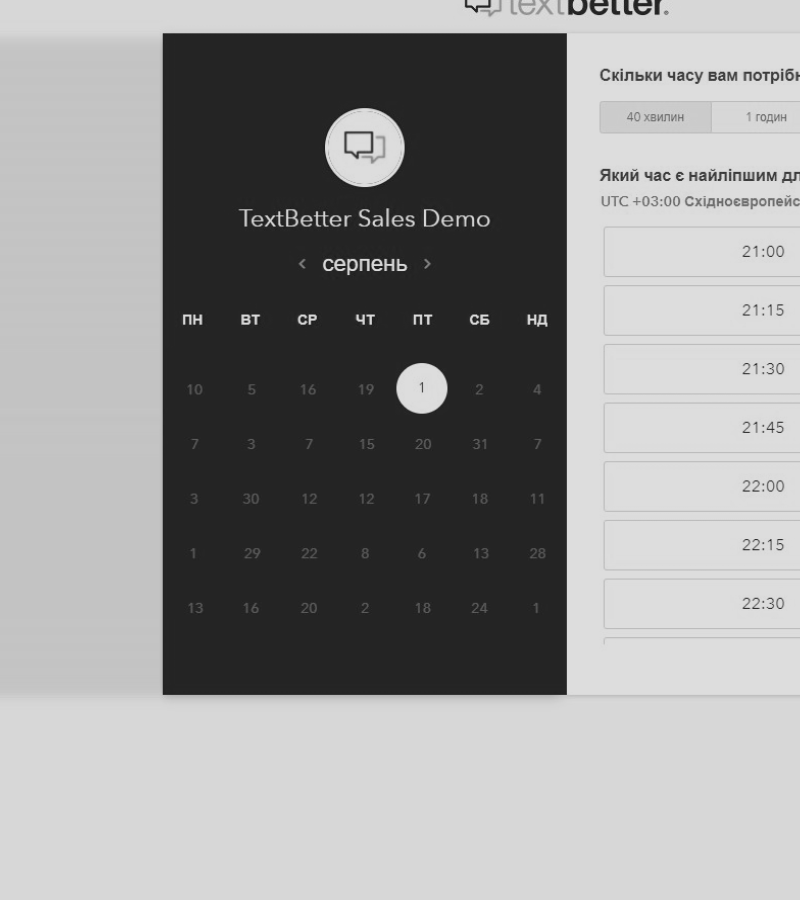 textbetter.
TextBetter Sales Demo
< серпень >
ПН ВТ СР ЧТ ПТ СБ НД
10 5 16 19 1 2 4
7 3 7 15 20 31 7
3 30 12 12 17 18 11
1 29 22 8 6 13 28
13 16 20 2 18 24 1
Скільки часу вам
40 хвилин 1 годин
Який час є найліпшим
UTC +03:00
21:00
21:15
21:30
21:45
22:00
22:15
22:30